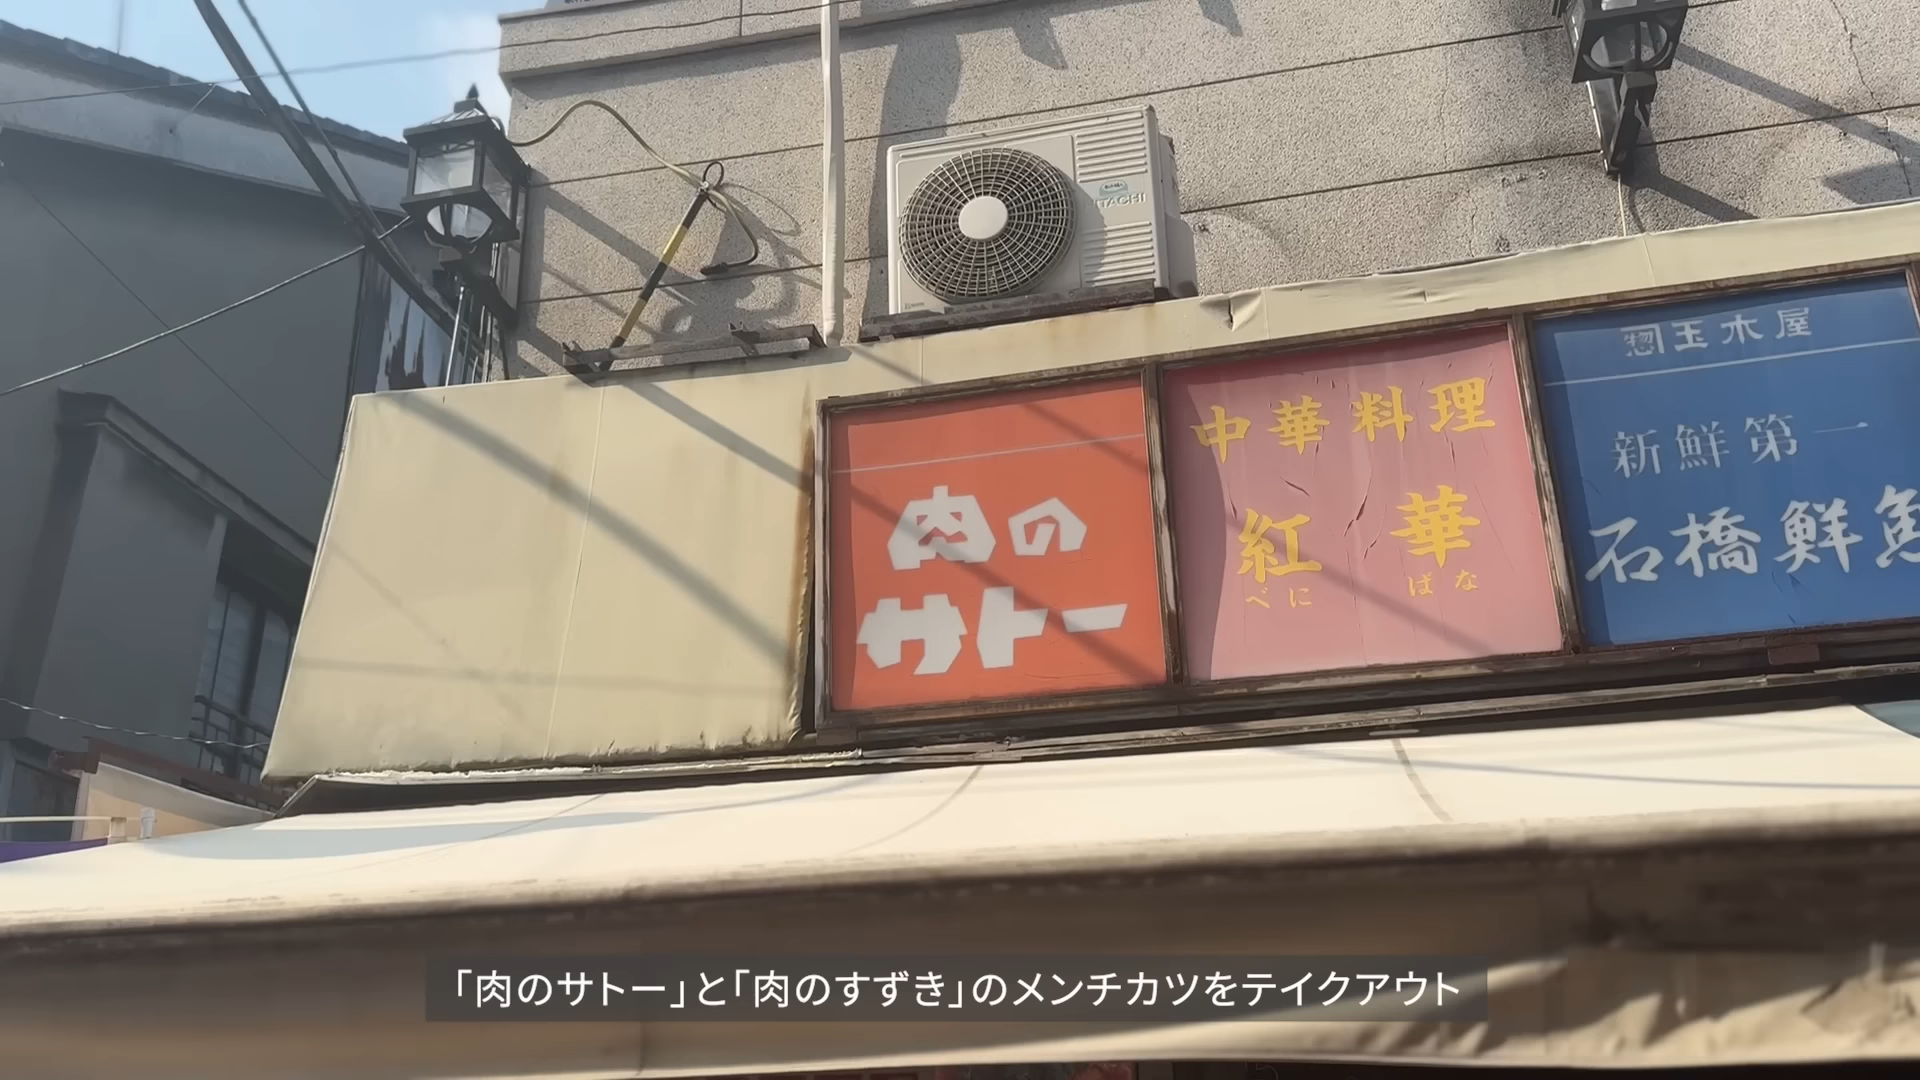 HITACHI
肉の
サトー
中華料理
紅華
べに ばな
惣玉木屋
新鮮第一
石橋鮮魚
「肉のサトー」と「肉のすずき」のメンチカツをテイクアウト